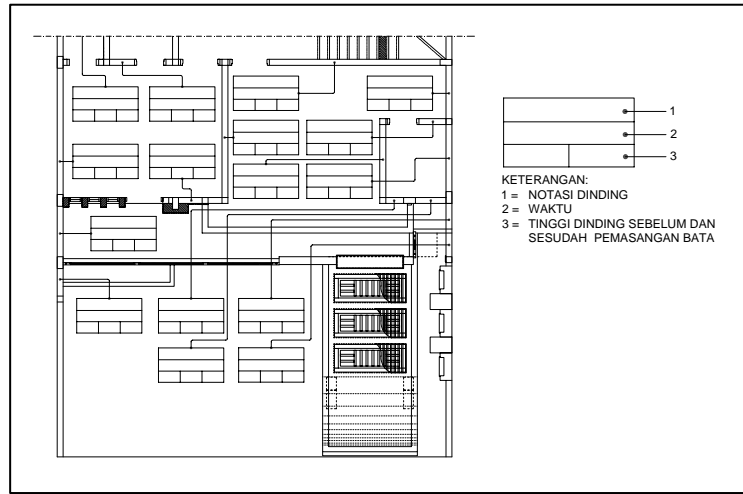 1
2
3
KETERANGAN:
1 = NOTASI DINDING
2 = WAKTU
3 = TINGGI DINDING SEBELUM DAN
SESUDAH PEMASANGAN BATA